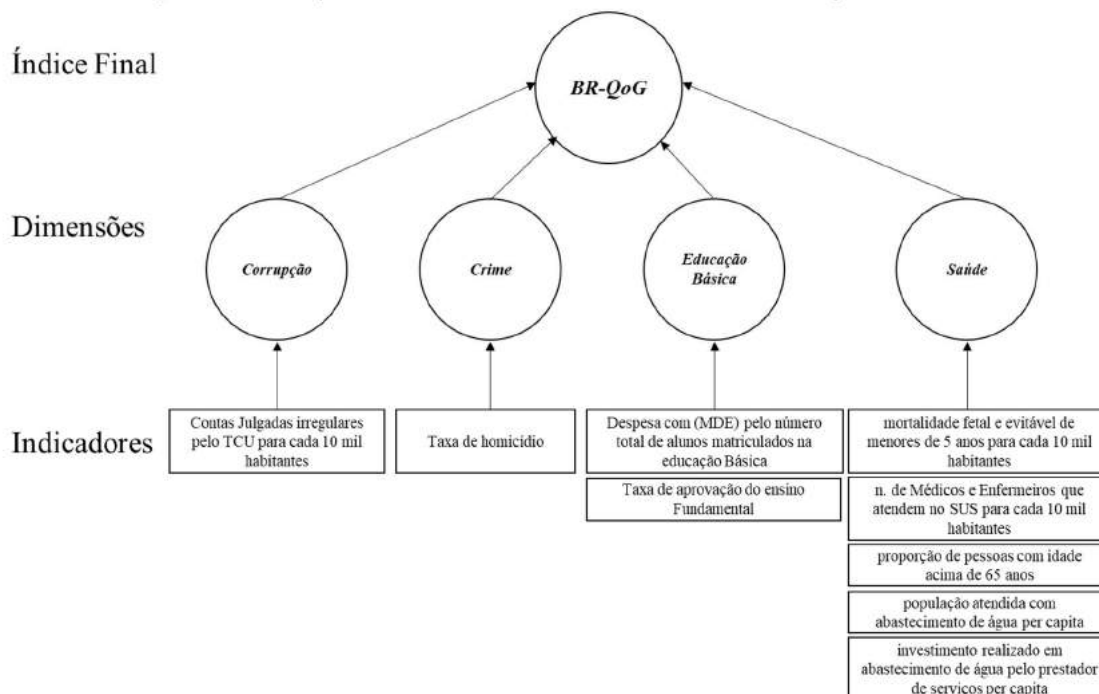 Índice Final
BR-QoG
Dimensões
Corrupção
Crime
Educação
Básica
Saúde
Indicadores
Contas Julgadas irregulares
pelo TCU para cada 10 mil
habitantes
Taxa de homicídio
Despesa com (MDE) pelo número
total de alunos matriculados na
educação Básica
Taxa de aprovação do ensino
Fundamental
mortalidade fetal e evitável de
menores de 5 anos para cada 10 mil
habitantes
n. de Médicos e Enfermeiros que
atendem no SUS para cada 10 mil
habitantes
proporção de pessoas com idade
acima de 65 anos
população atendida com
abastecimento de água per capita
investimento realizado em
abastecimento de água pelo prestador
de serviços per capita